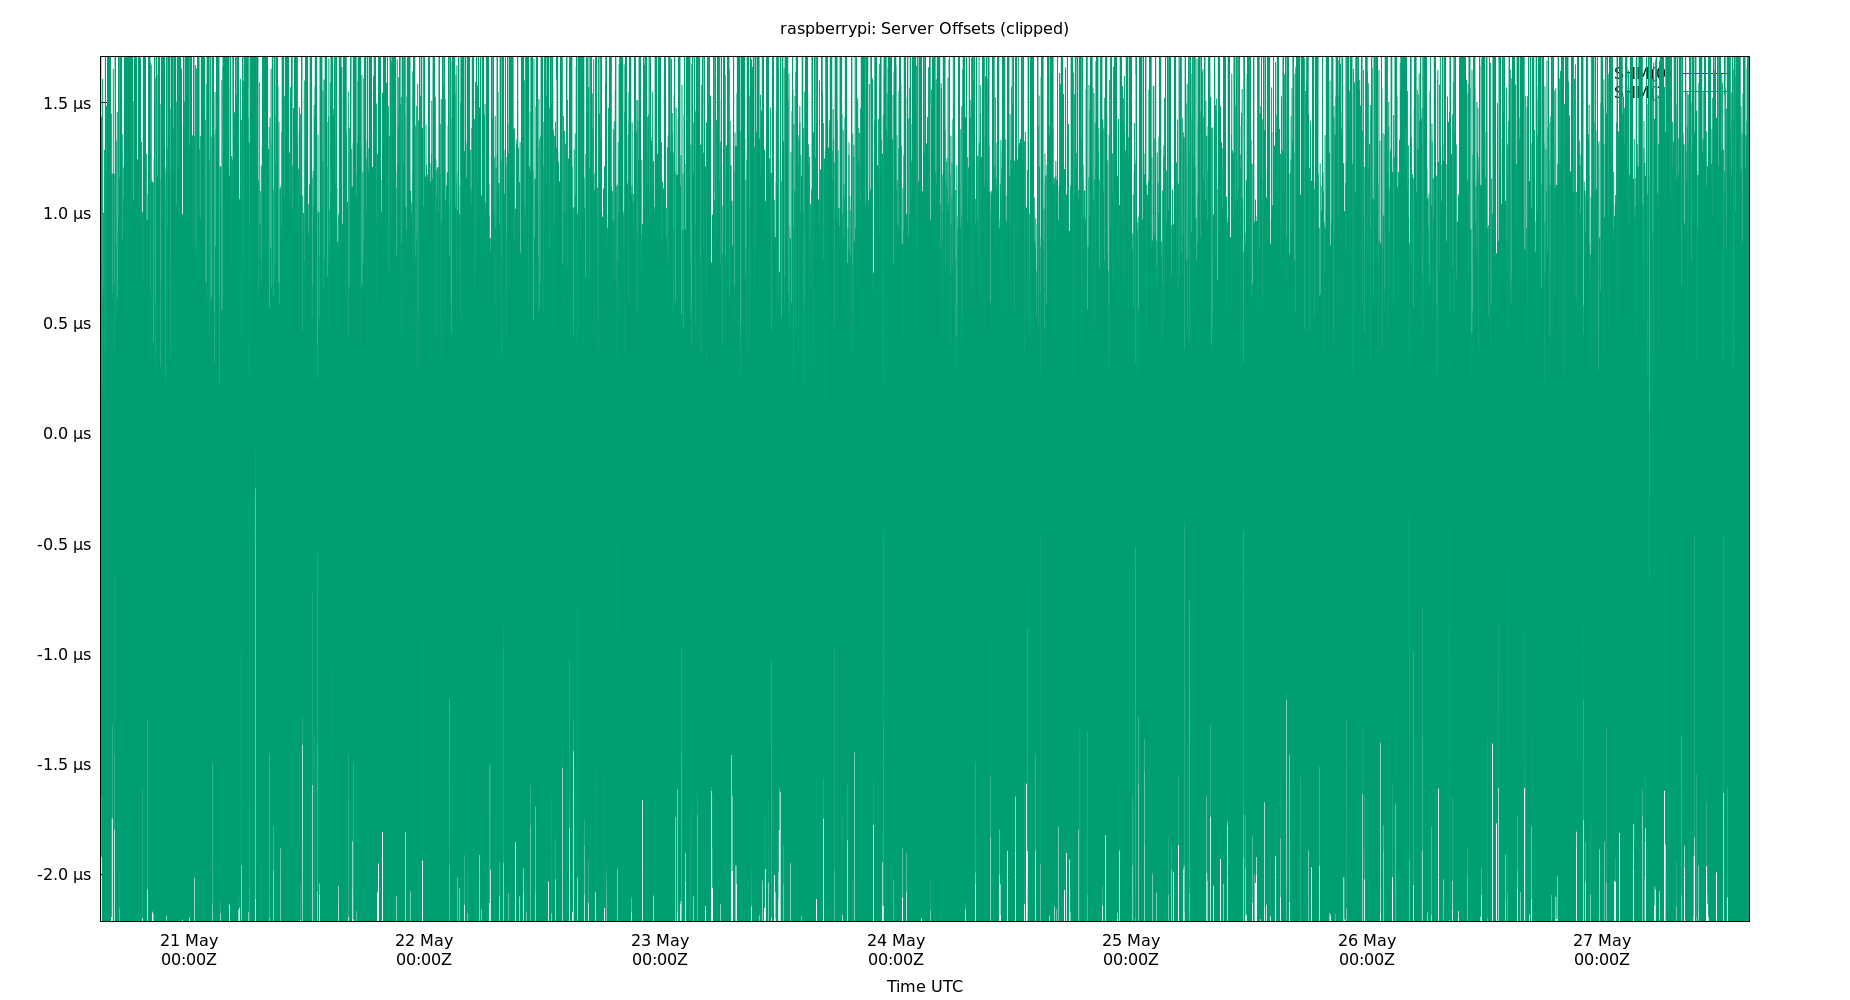 raspberrypi: Server Offsets (clipped)
1.5 µs
1.0 µs
0.5 µs
0.0 µs
-0.5 µs
-1.0 µs
-1.5 µs
-2.0 µs
21 May 22 May 23 May 24 May 25 May 26 May 27 May
00:00Z 00:00Z 00:00Z 00:00Z 00:00Z 00:00Z 00:00Z
Time UTC